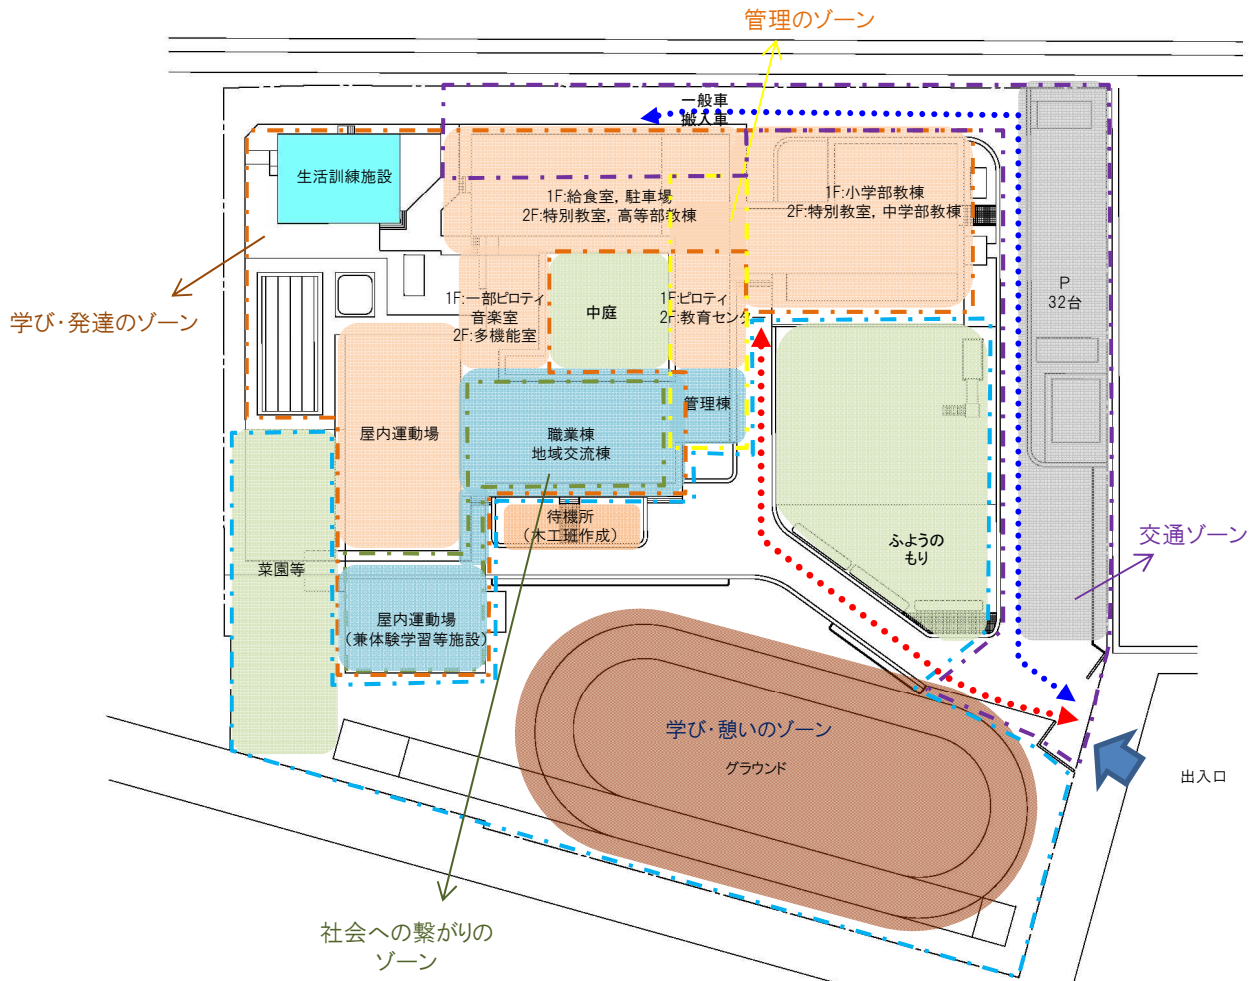 管理のゾーン
一般車
搬入車
生活訓練施設
1F:給食室, 駐車場
2F:特別教室, 高等部教棟
1F:小学部教棟
2F:特別教室, 中学部教棟
P
32台
学び・発達のゾーン
1F:一部ピロティ
音楽室
2F:多機能室
中庭
1F:ピロティ
2F:教育センタ
管理棟
屋内運動場
職業棟
地域交流棟
待機所
(木工班作成)
ふようの
もり
交通ゾーン
菜園等
屋内運動場
(兼体験学習等施設)
学び・憩いのゾーン
グラウンド
出入口
社会への繋がりの
ゾーン